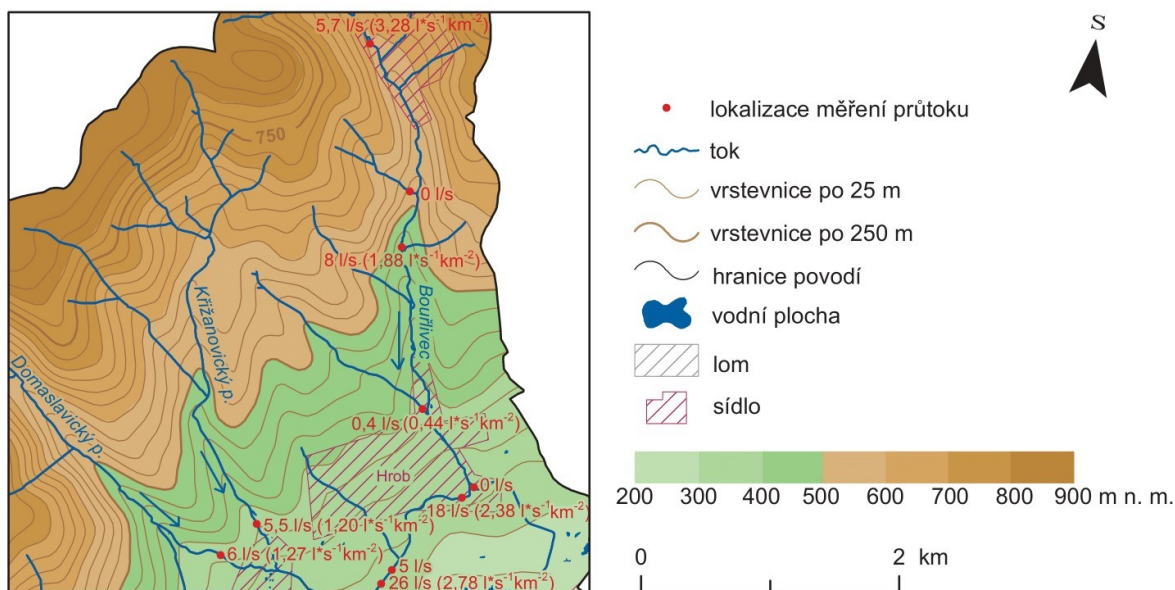 5,7 l/s (3,28 l*s⁻¹km⁻²)
750
0 l/s
8 l/s (1,88 l*s⁻¹km⁻²)
Bouřlivec
Křižanovický p.
Domaslavický p.
0,4 l/s (0,44 l*s⁻¹km⁻²)
Hrob
0 l/s
18 l/s (2,38 l*s⁻¹km⁻²)
5,5 l/s (1,20 l*s⁻¹km⁻²)
6 l/s (1,27 l*s⁻¹km⁻²)
5 l/s
26 l/s (2,78 l*s⁻¹km⁻²)
S
lokalizace měření průtoku
tok
vrstevnice po 25 m
vrstevnice po 250 m
hranice povodí
vodní plocha
lom
sídlo
200 300 400 500 600 700 800 900 m n. m.
0 2 km